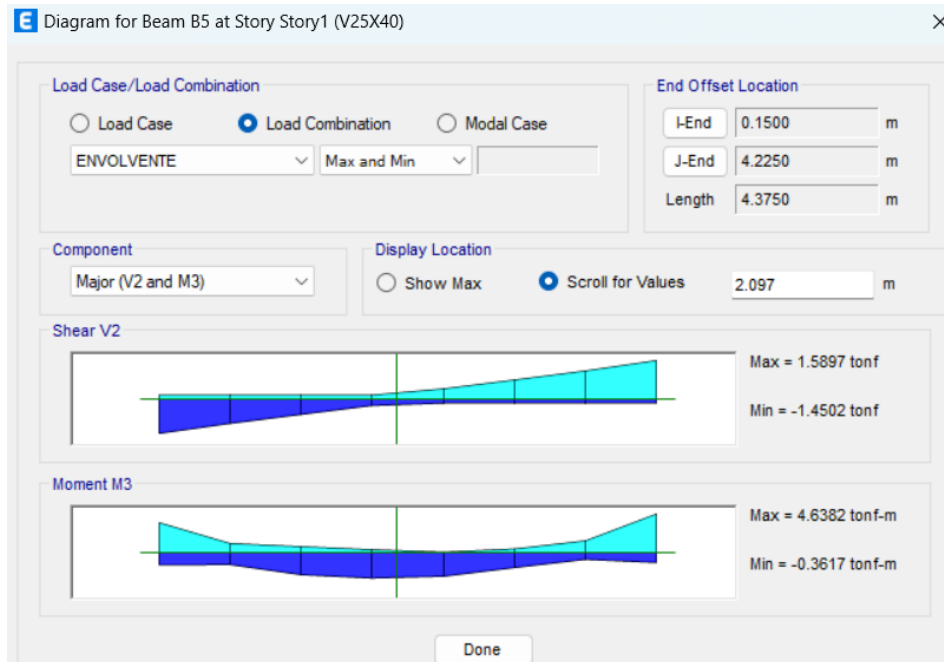 E Diagram for Beam B5 at Story Story1 (V25X40)
Load Case/Load Combination
Load Case Load Combination Modal Case
ENVOLVENTE Max and Min
End Offset Location
I-End 0.1500 m
J-End 4.2250 m
Length 4.3750 m
Component
Major (V2 and M3)
Display Location
Show Max Scroll for Values 2.097 m
Shear V2
Max = 1.5897 tonf
Min = -1.4502 tonf
Moment M3
Max = 4.6382 tonf-m
Min = -0.3617 tonf-m
Done